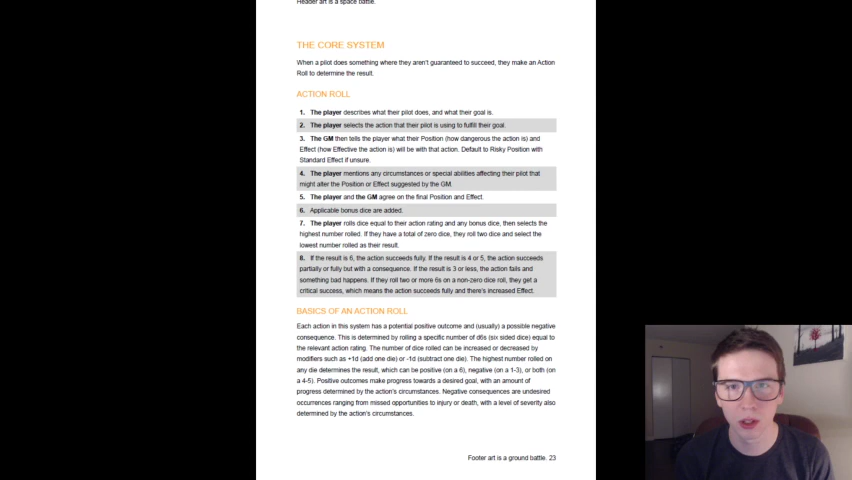 Header art is a space battle.
THE CORE SYSTEM
When a pilot does something where they aren't guaranteed to succeed, they make an Action
Roll to determine the result.
ACTION ROLL
1. The player describes what their pilot does, and what their goal is.
2. The player selects the action that their pilot is using to fulfill their goal.
3. The GM then tells the player what their Position (how dangerous the action is) and
Effect (how Effective the action is) will be with that action. Default to Risky Position with
Standard Effect if unsure.
4. The player mentions any circumstances or special abilities affecting their pilot that
might alter the Position or Effect suggested by the GM.
5. The player and the GM agree on the final Position and Effect.
6. Applicable bonus dice are added.
7. The player rolls dice equal to their action rating and any bonus dice, then selects the
highest number rolled. If they have a total of zero dice, they roll two dice and select the
lowest number rolled as their result.
8. If the result is 6, the action succeeds fully. If the result is 4 or 5, the action succeeds
partially or fully but with a consequence. If the result is 3 or less, the action fails and
something bad happens. If they roll two or more 6s on a non-zero dice roll, they get a
critical success, which means the action succeeds fully and there's increased Effect.
BASICS OF AN ACTION ROLL
Each action in this system has a potential positive outcome and (usually) a possible negative
consequence. This is determined by rolling a specific number of d6s (six sided dice) equal to
the relevant action rating. The number of dice rolled can be increased or decreased by
modifiers such as +1d (add one die) or -1d (subtract one die). The highest number rolled on
any die determines the result, which can be positive (on a 6), negative (on a 1-3), or both (on
a 4-5). Positive outcomes make progress towards a desired goal, with an amount of
progress determined by the action's circumstances. Negative consequences are undesired
occurrences ranging from missed opportunities to injury or death, with a level of severity also
determined by the action's circumstances.
Footer art is a ground battle. 23